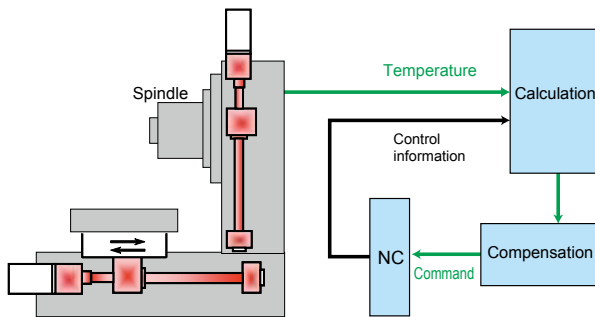 Spindle
Temperature
Calculation
Control
information
NC
Compensation
Command